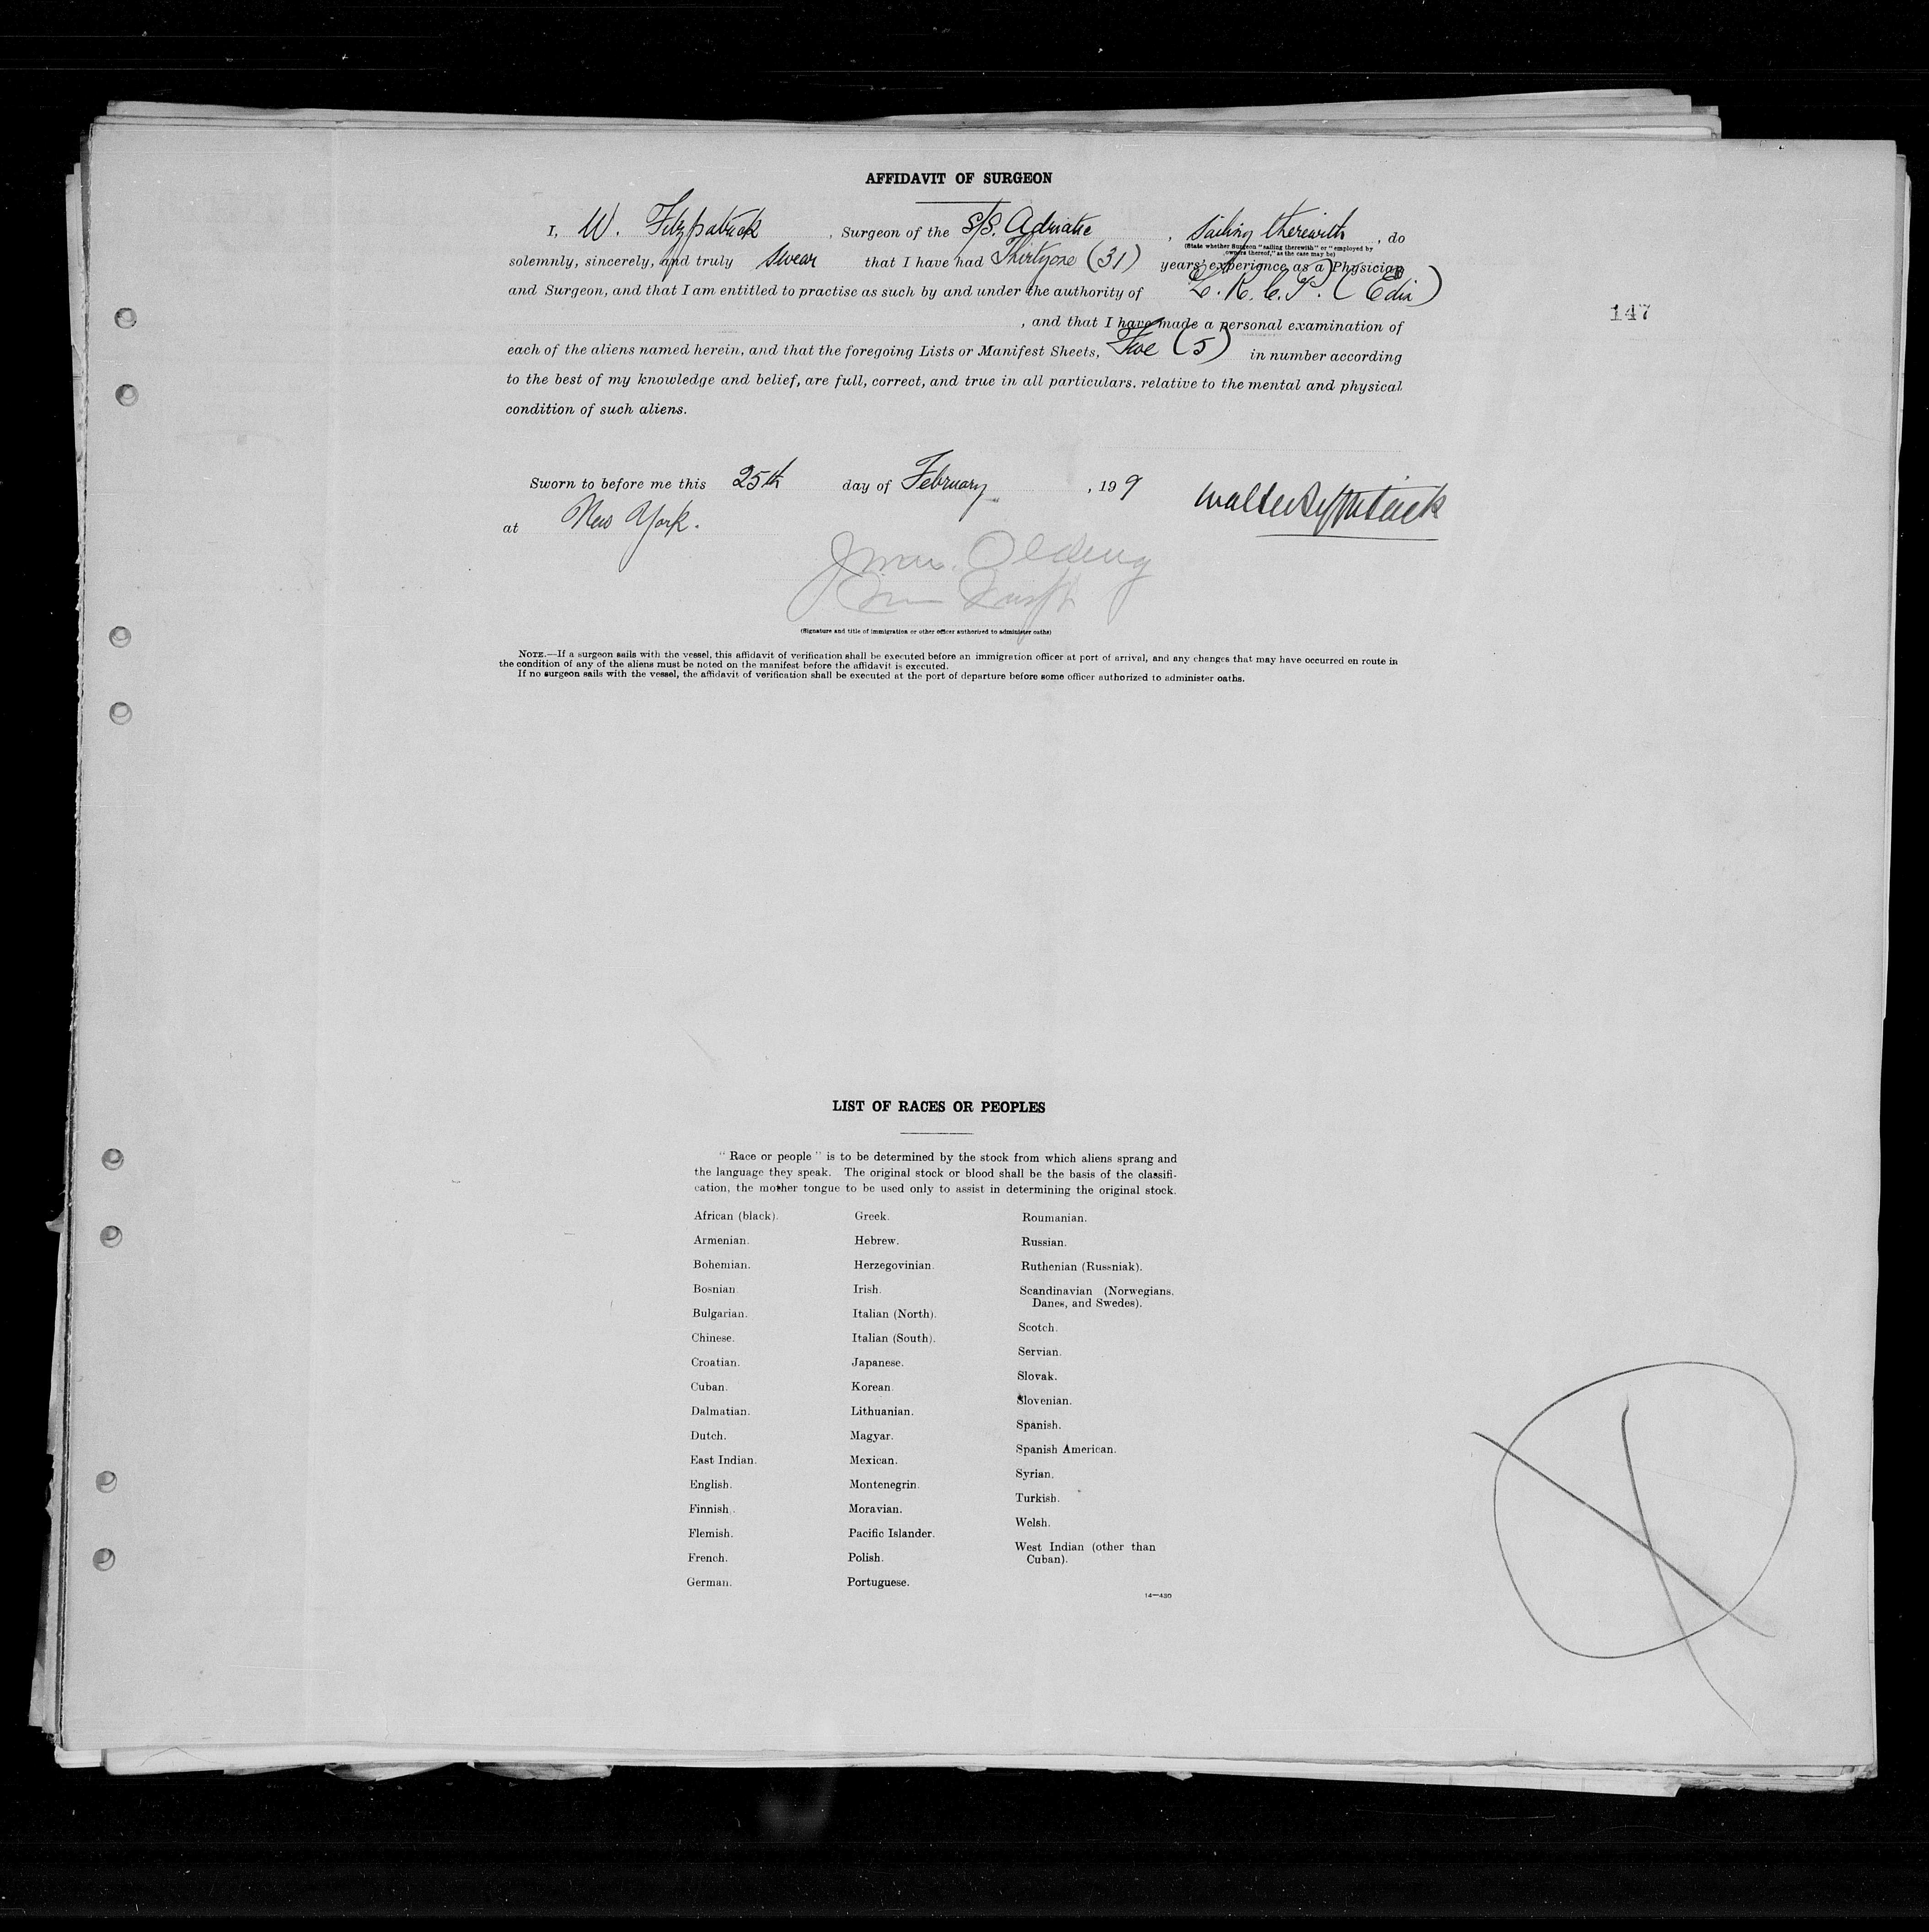 AFFIDAVIT OF SURGEON
I, W. Fitzpatrick, Surgeon of the S/S. Adriatic, sailing therewith, do
(State whether Surgeon "sailing therewith" or "employed by
owners thereof," as the case may be)
solemnly, sincerely, and truly swear that I have had Thirtyone (31) years' experience as a Physician
and Surgeon, and that I am entitled to practise as such by and under the authority of L.R.C.P. (Edin)
, and that I have made a personal examination of
147
each of the aliens named herein, and that the foregoing Lists or Manifest Sheets, Five (5) in number according
to the best of my knowledge and belief, are full, correct, and true in all particulars. relative to the mental and physical
condition of such aliens.
Sworn to before me this 25th day of February, 19 9
at New York.
Olding
(Signature and title of immigration or other officer authorized to administer oaths)
NOTE.—If a surgeon sails with the vessel, this affidavit of verification shall be executed before an immigration officer at port of arrival, and any changes that may have occurred en route in
the condition of any of the aliens must be noted on the manifest before the affidavit is executed.
If no surgeon sails with the vessel, the affidavit of verification shall be executed at the port of departure before some officer authorized to administer oaths.
LIST OF RACES OR PEOPLES
"Race or people" is to be determined by the stock from which aliens sprang and
the language they speak. The original stock or blood shall be the basis of the classifi-
cation, the mother tongue to be used only to assist in determining the original stock.
African (black).
Armenian.
Bohemian.
Bosnian
Bulgarian.
Chinese.
Croatian.
Cuban.
Dalmatian.
Dutch.
East Indian.
English.
Finnish.
Flemish.
French.
German.
Greek.
Hebrew.
Herzegovinian.
Irish.
Italian (North).
Italian (South).
Japanese.
Korean.
Lithuanian.
Magyar.
Mexican.
Montenegrin.
Moravian.
Pacific Islander.
Polish.
Portuguese.
Roumanian.
Russian.
Ruthenian (Russniak).
Scandinavian (Norwegians.
Danes, and Swedes).
Scotch.
Servian.
Slovak.
Slovenian.
Spanish.
Spanish American.
Syrian.
Turkish.
Welsh.
West Indian (other than
Cuban).
14—430